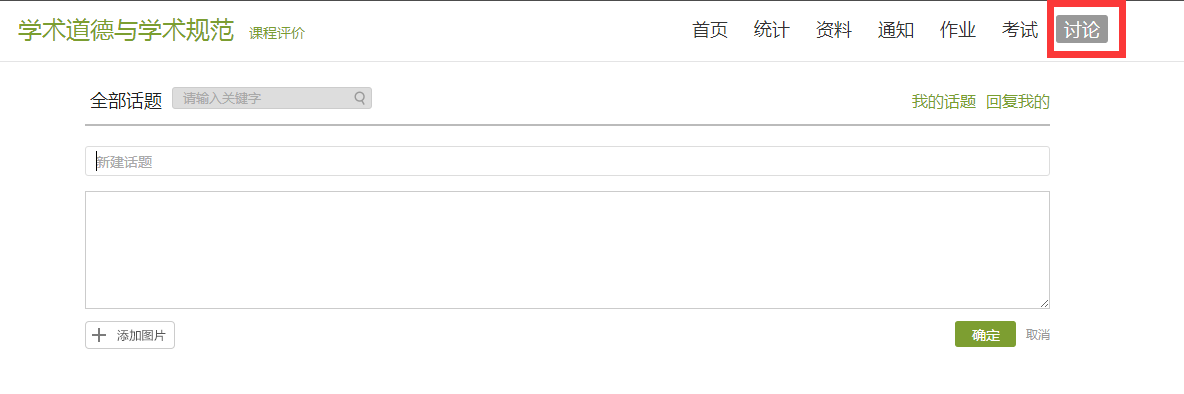 学术道德与学术规范 课程评价 首页 统计 资料 通知 作业 考试 讨论
全部话题 请输入关键字 我的话题 回复我的
新建话题
添加图片 确定 取消